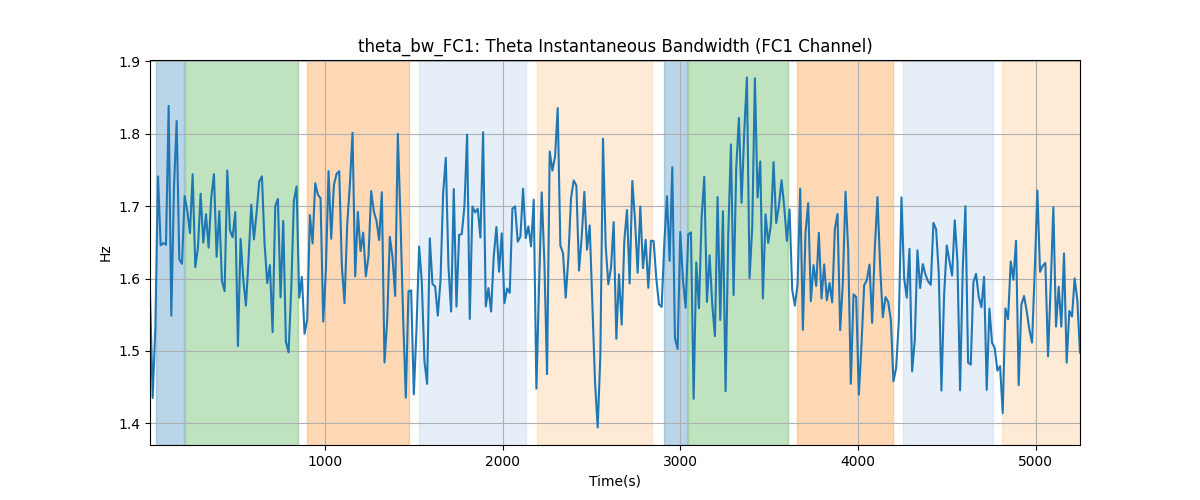 theta_bw_FC1: Theta Instantaneous Bandwidth (FC1 Channel)
1.9
1.8
1.7
1.6
1.5
1.4
Hz
1000 2000 3000 4000 5000
Time(s)